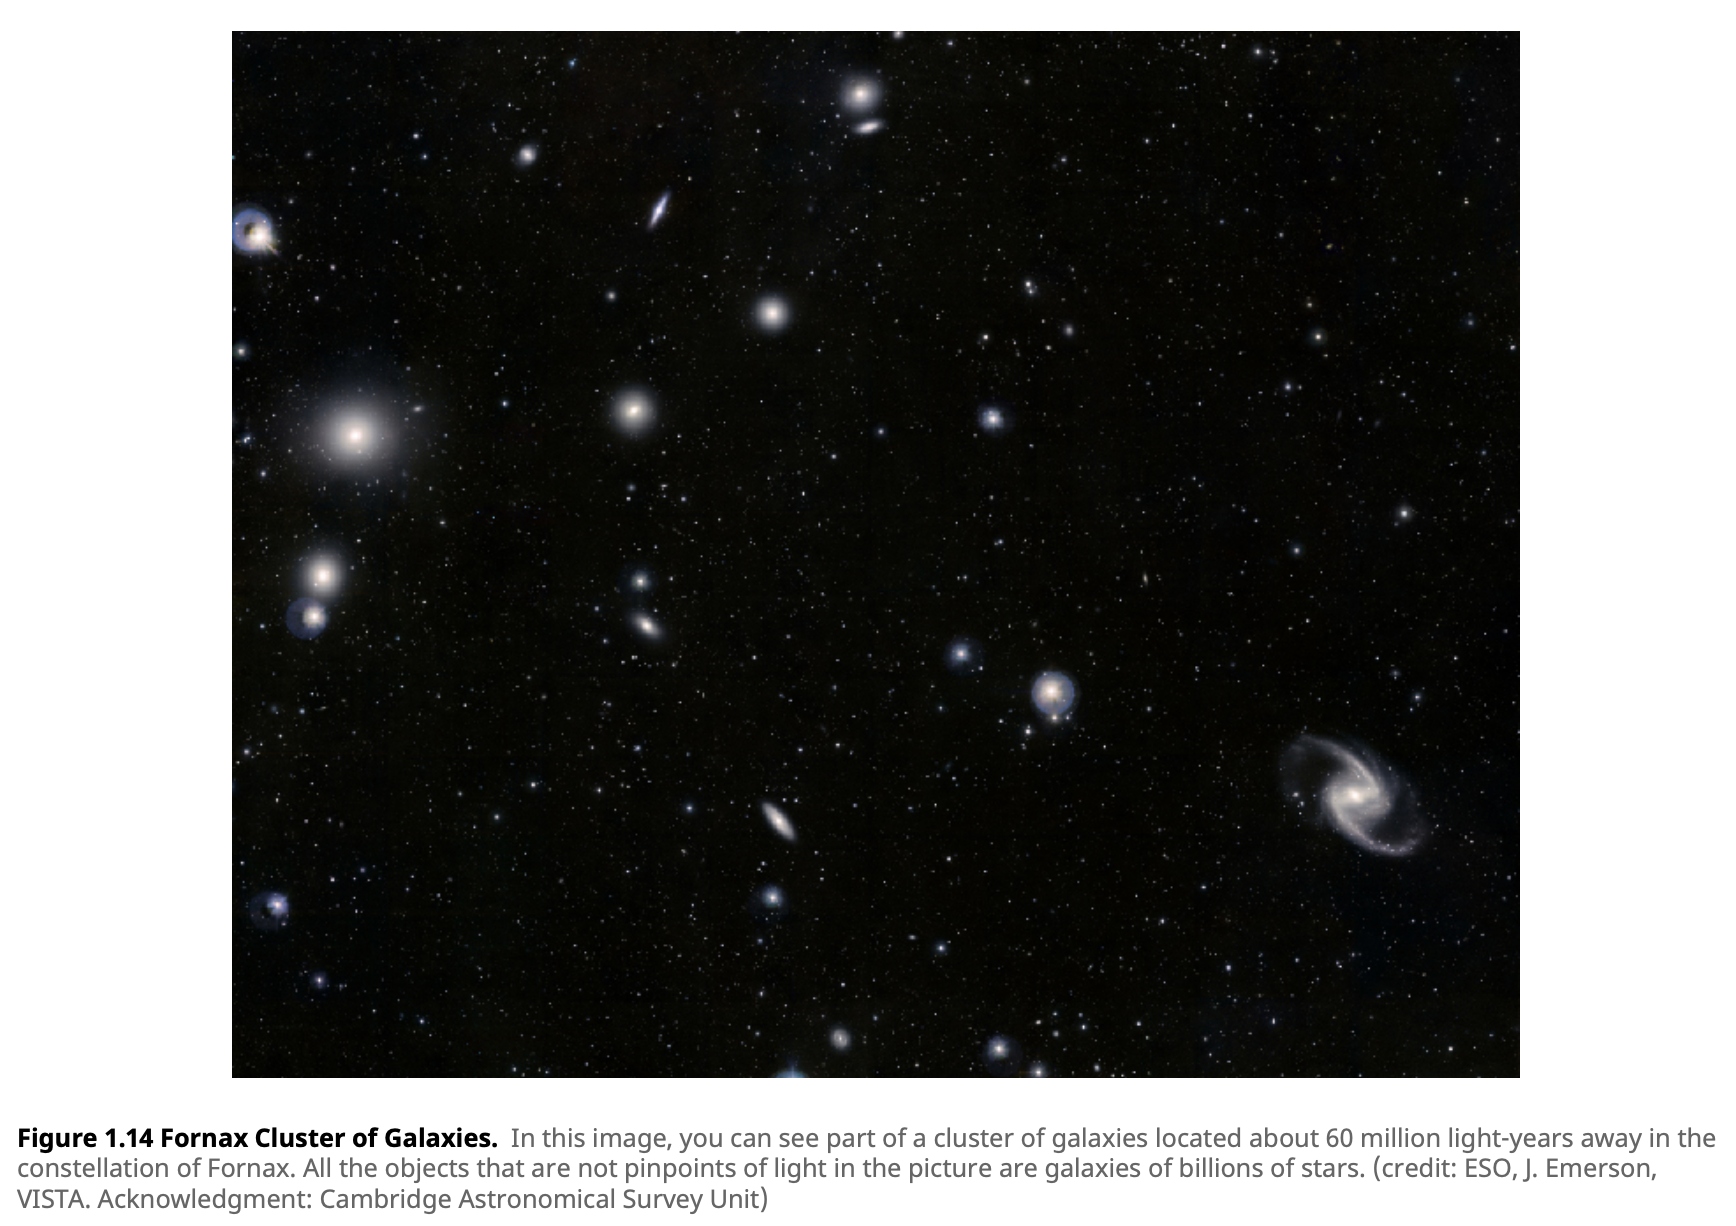 Figure 1.14 Fornax Cluster of Galaxies. In this image, you can see part of a cluster of galaxies located about 60 million light-years away in the
constellation of Fornax. All the objects that are not pinpoints of light in the picture are galaxies of billions of stars. (credit: ESO, J. Emerson,
VISTA. Acknowledgment: Cambridge Astronomical Survey Unit)